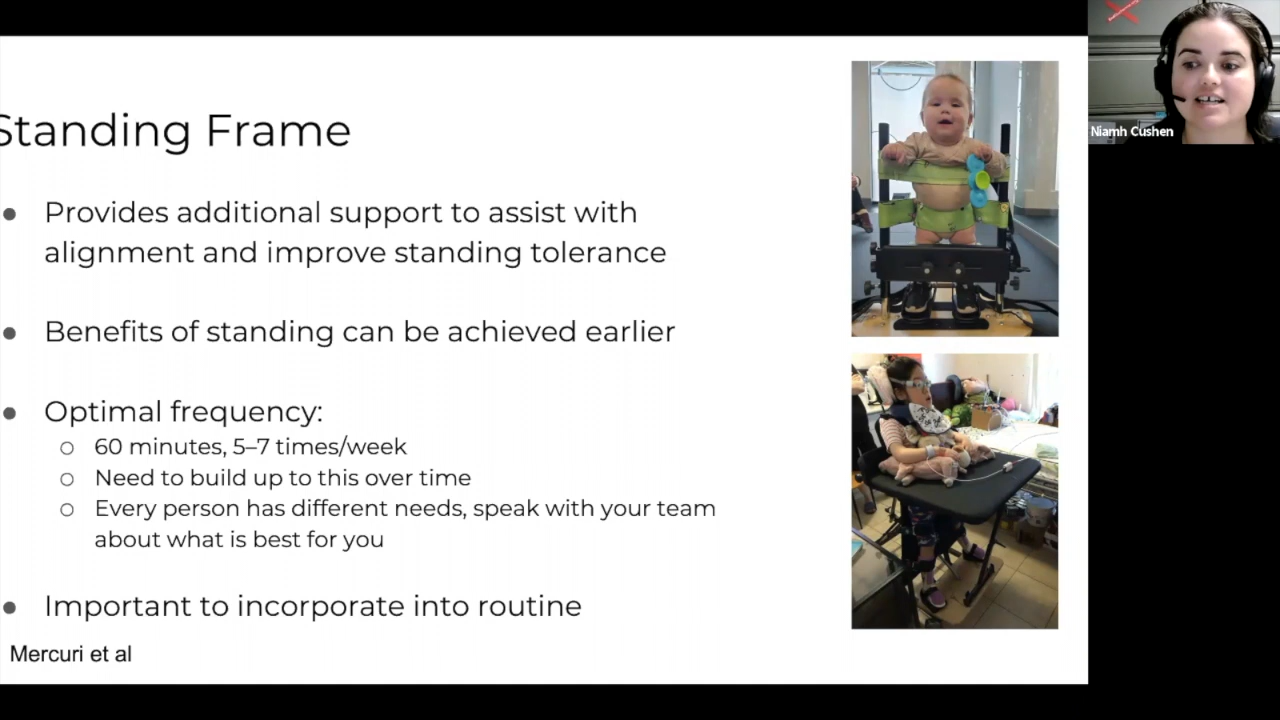 Standing Frame
Provides additional support to assist with
alignment and improve standing tolerance
Benefits of standing can be achieved earlier
Optimal frequency:
60 minutes, 5–7 times/week
Need to build up to this over time
Every person has different needs, speak with your team
about what is best for you
Important to incorporate into routine
Mercuri et al
Niamh Cushen